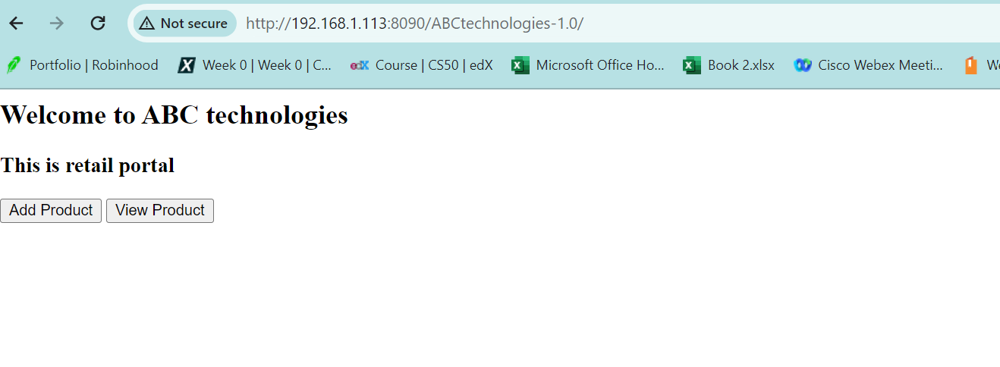 Not secure http://192.168.1.113:8090/ABCtechnologies-1.0/
Portfolio | Robinhood Week 0 | Week 0 | C... edX Course | CS50 | edX Microsoft Office Ho... Book 2.xlsx Cisco Webex Meeti...
Welcome to ABC technologies
This is retail portal
Add Product View Product